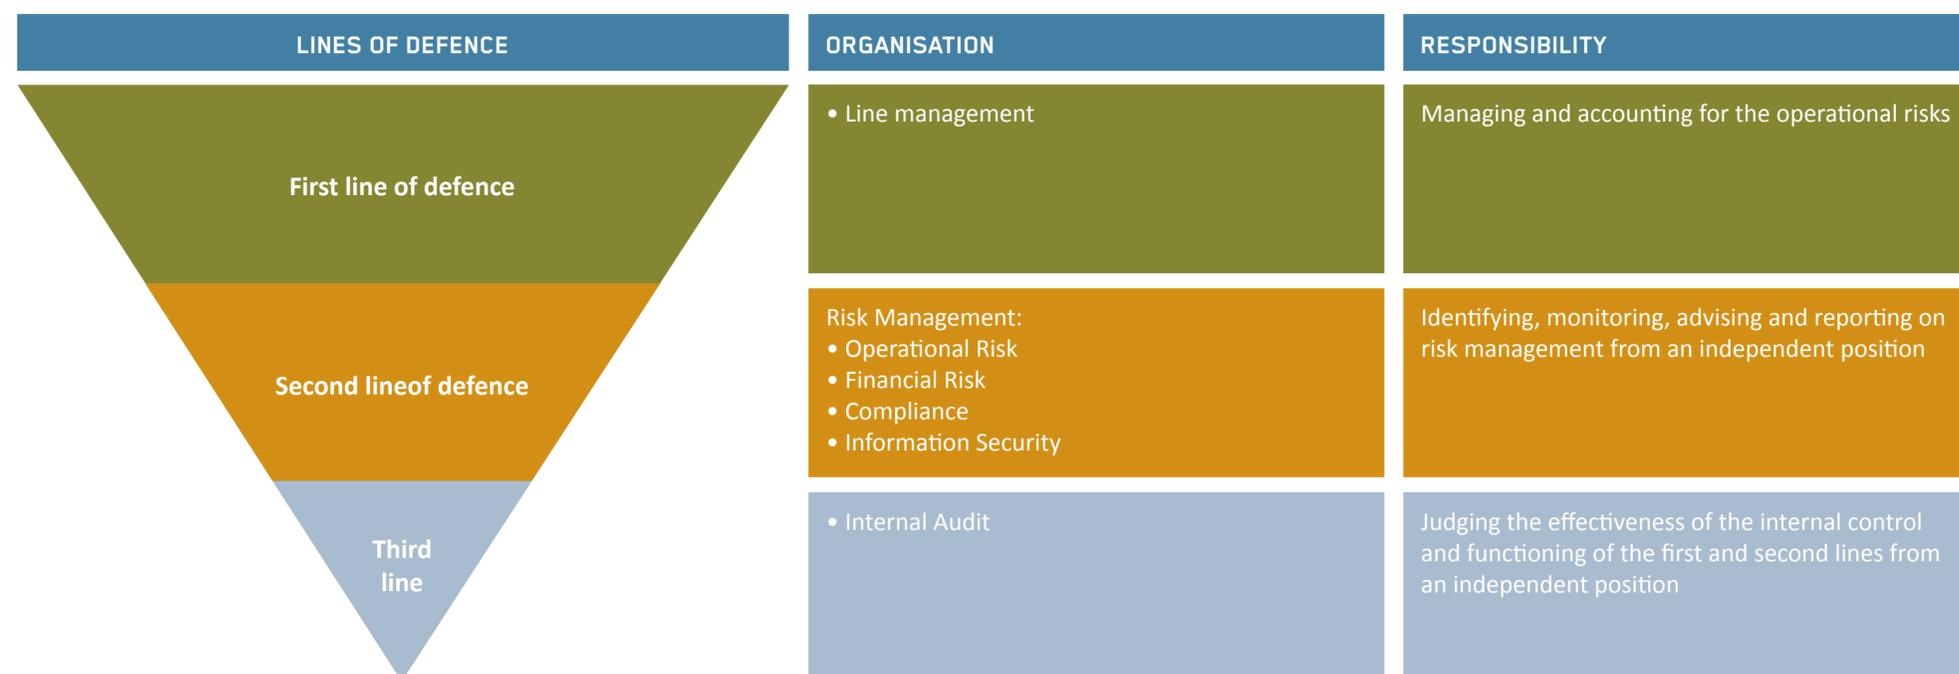 LINES OF DEFENCE
ORGANISATION
RESPONSIBILITY
First line of defence
• Line management
Managing and accounting for the operational risks
Second lineof defence
Risk Management:
• Operational Risk
• Financial Risk
• Compliance
• Information Security
Identifying, monitoring, advising and reporting on
risk management from an independent position
Third
line
• Internal Audit
Judging the effectiveness of the internal control
and functioning of the first and second lines from
an independent position